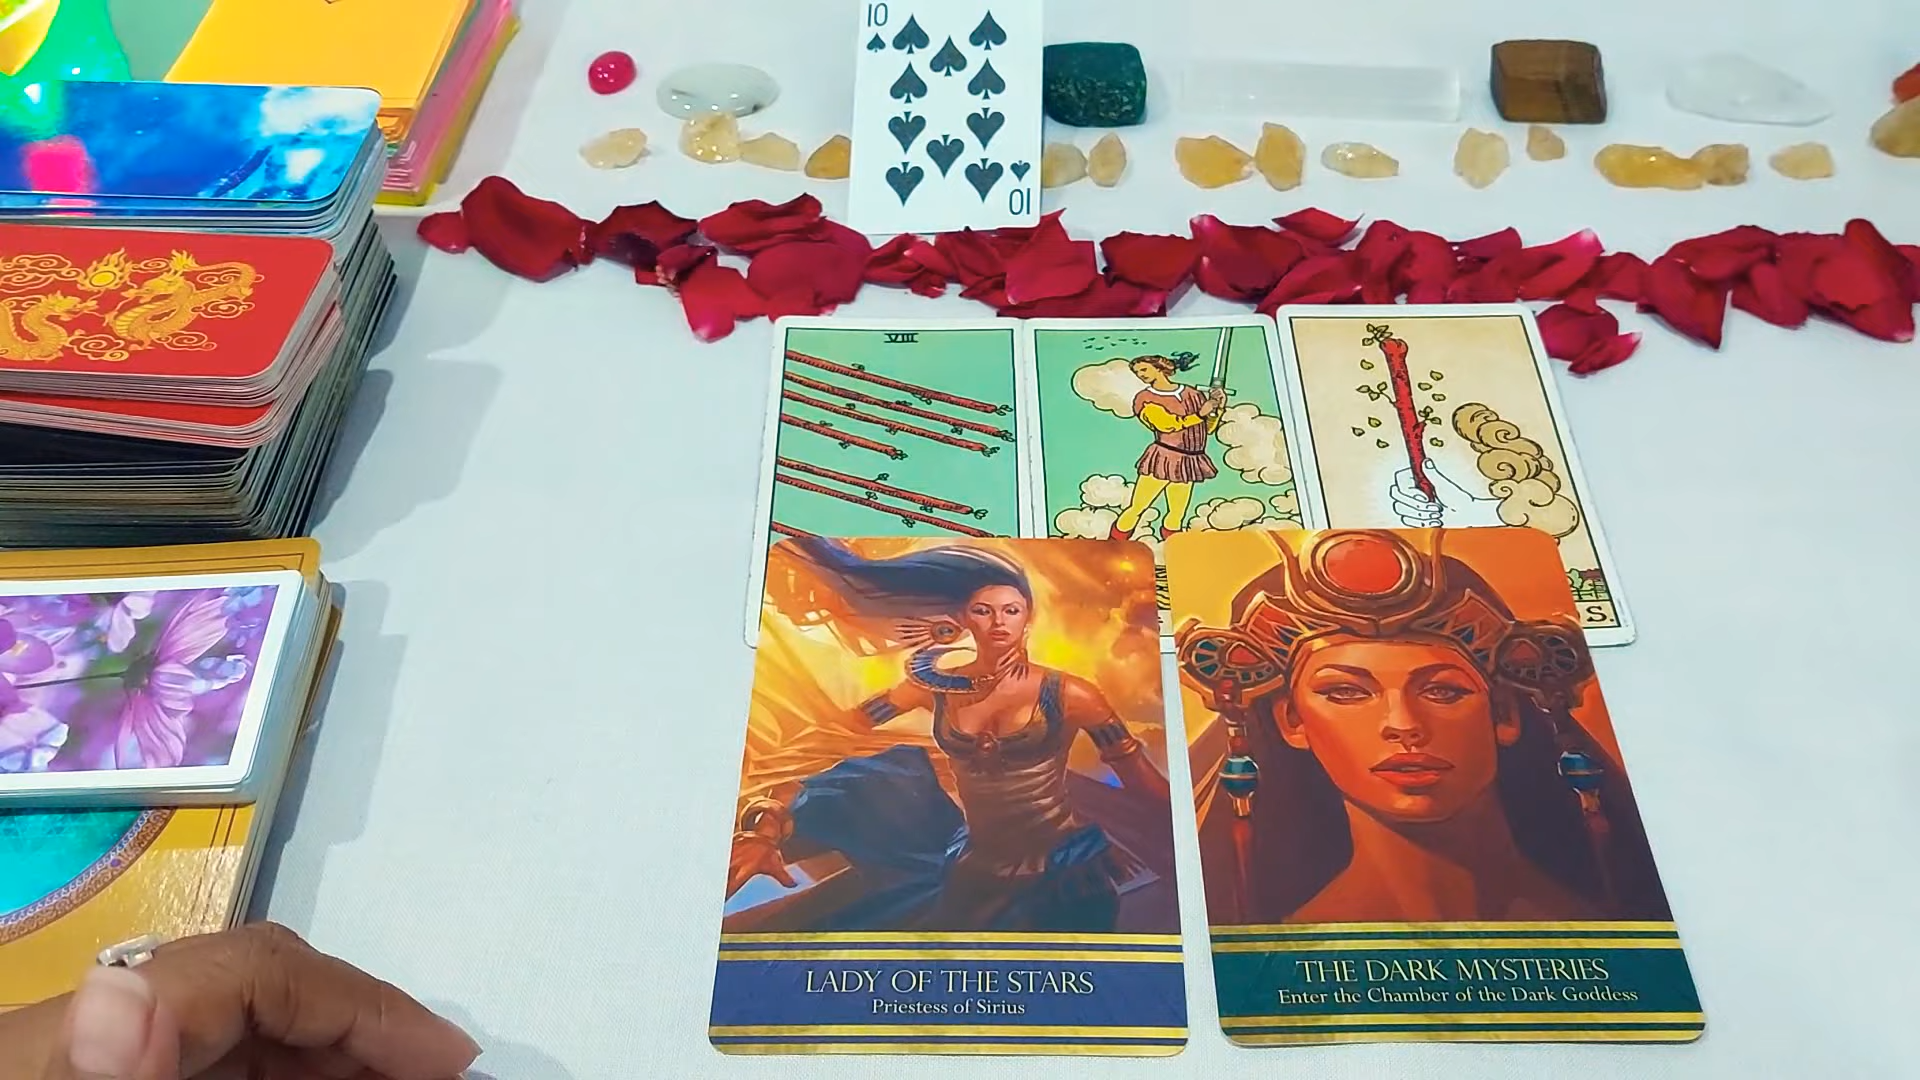 10
10
VIII
S.
LADY OF THE STARS
Priestess of Sirius
THE DARK MYSTERIES
Enter the Chamber of the Dark Goddess